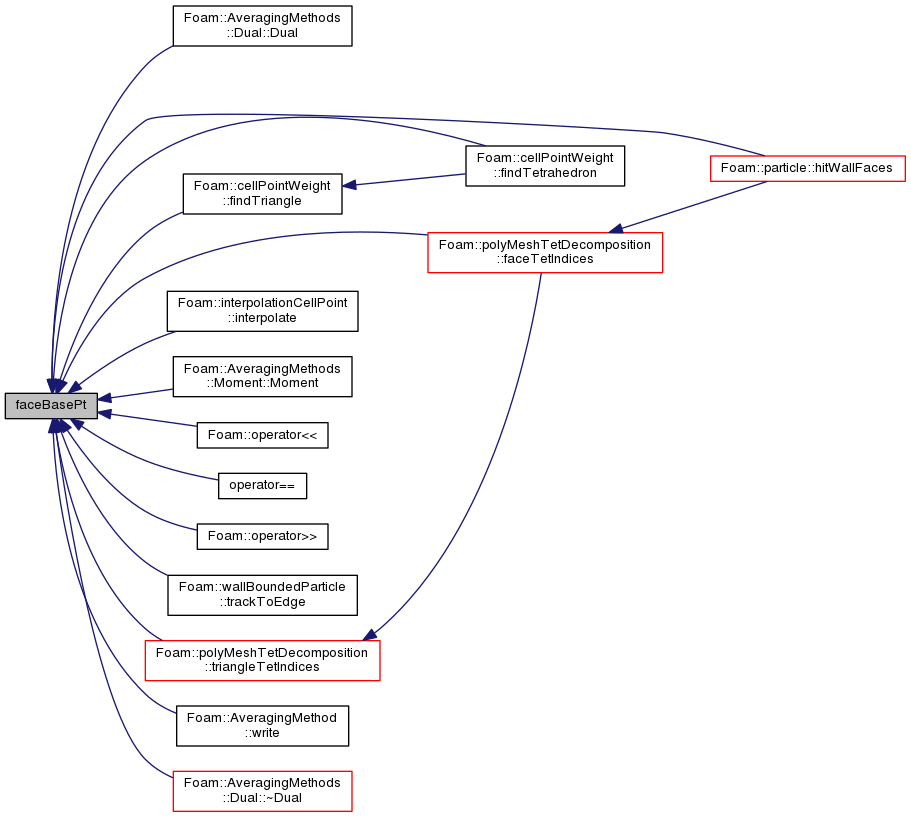 Foam::AveragingMethods
::Dual::Dual
Foam::cellPointWeight
::findTetrahedron
Foam::particle::hitWallFaces
Foam::cellPointWeight
::findTriangle
Foam::polyMeshTetDecomposition
::faceTetIndices
Foam::interpolationCellPoint
::interpolate
Foam::AveragingMethods
::Moment::Moment
faceBasePt
Foam::operator<<
operator==
Foam::operator>>
Foam::wallBoundedParticle
::trackToEdge
Foam::polyMeshTetDecomposition
::triangleTetIndices
Foam::AveragingMethod
::write
Foam::AveragingMethods
::Dual::~Dual